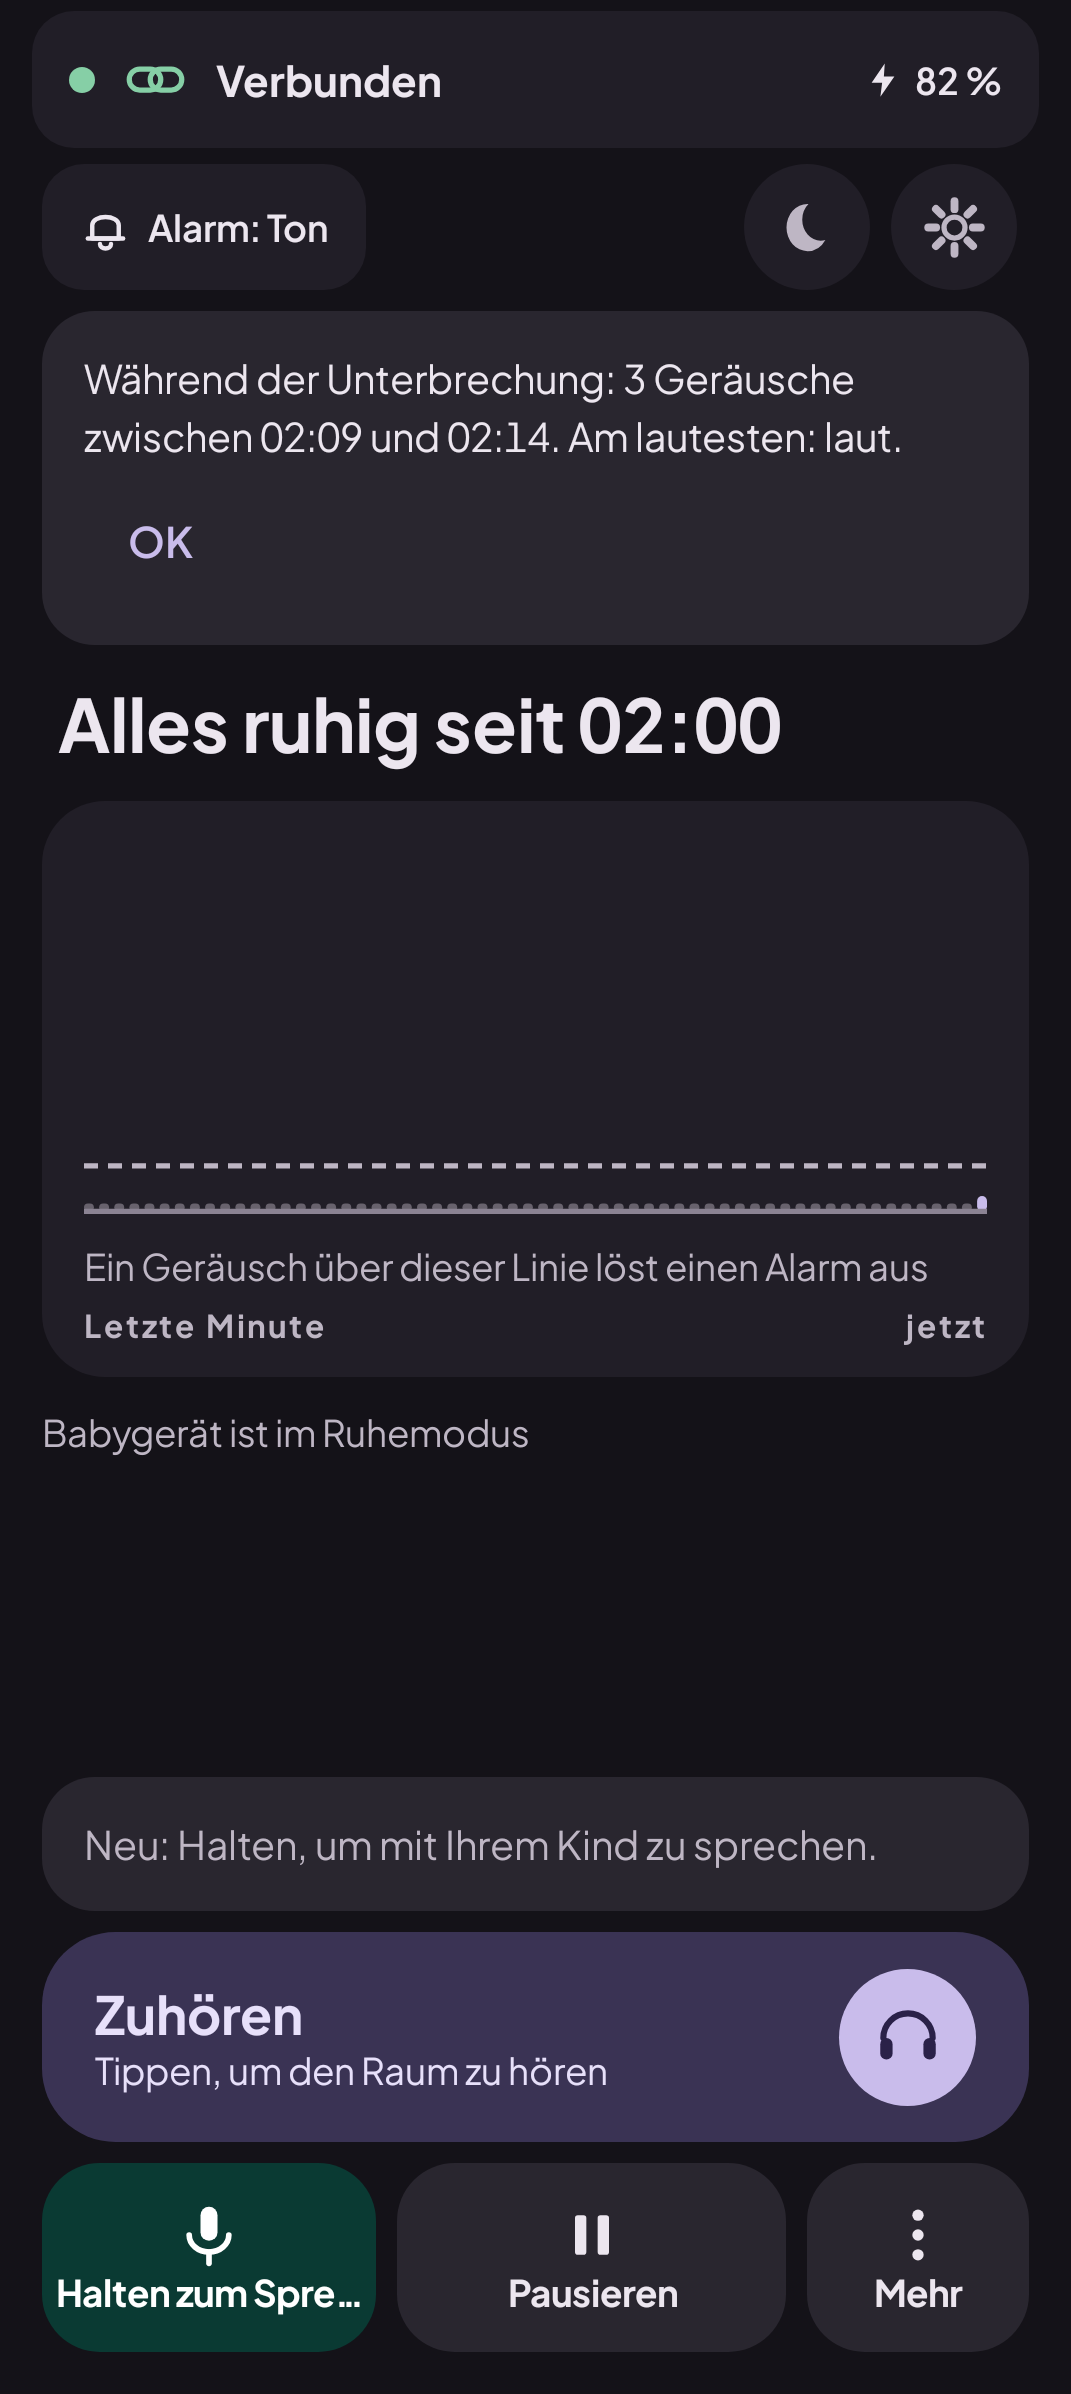 Verbunden
82 %
Alarm: Ton
Während der Unterbrechung: 3 Geräusche
zwischen 02:09 und 02:14. Am lautesten: laut.
OK
Alles ruhig seit 02:00
Ein Geräusch über dieser Linie löst einen Alarm aus
Letzte Minute
jetzt
Babygerät ist im Ruhemodus
Neu: Halten, um mit Ihrem Kind zu sprechen.
Zuhören
Tippen, um den Raum zu hören
Halten zum Spre...
Pausieren
Mehr